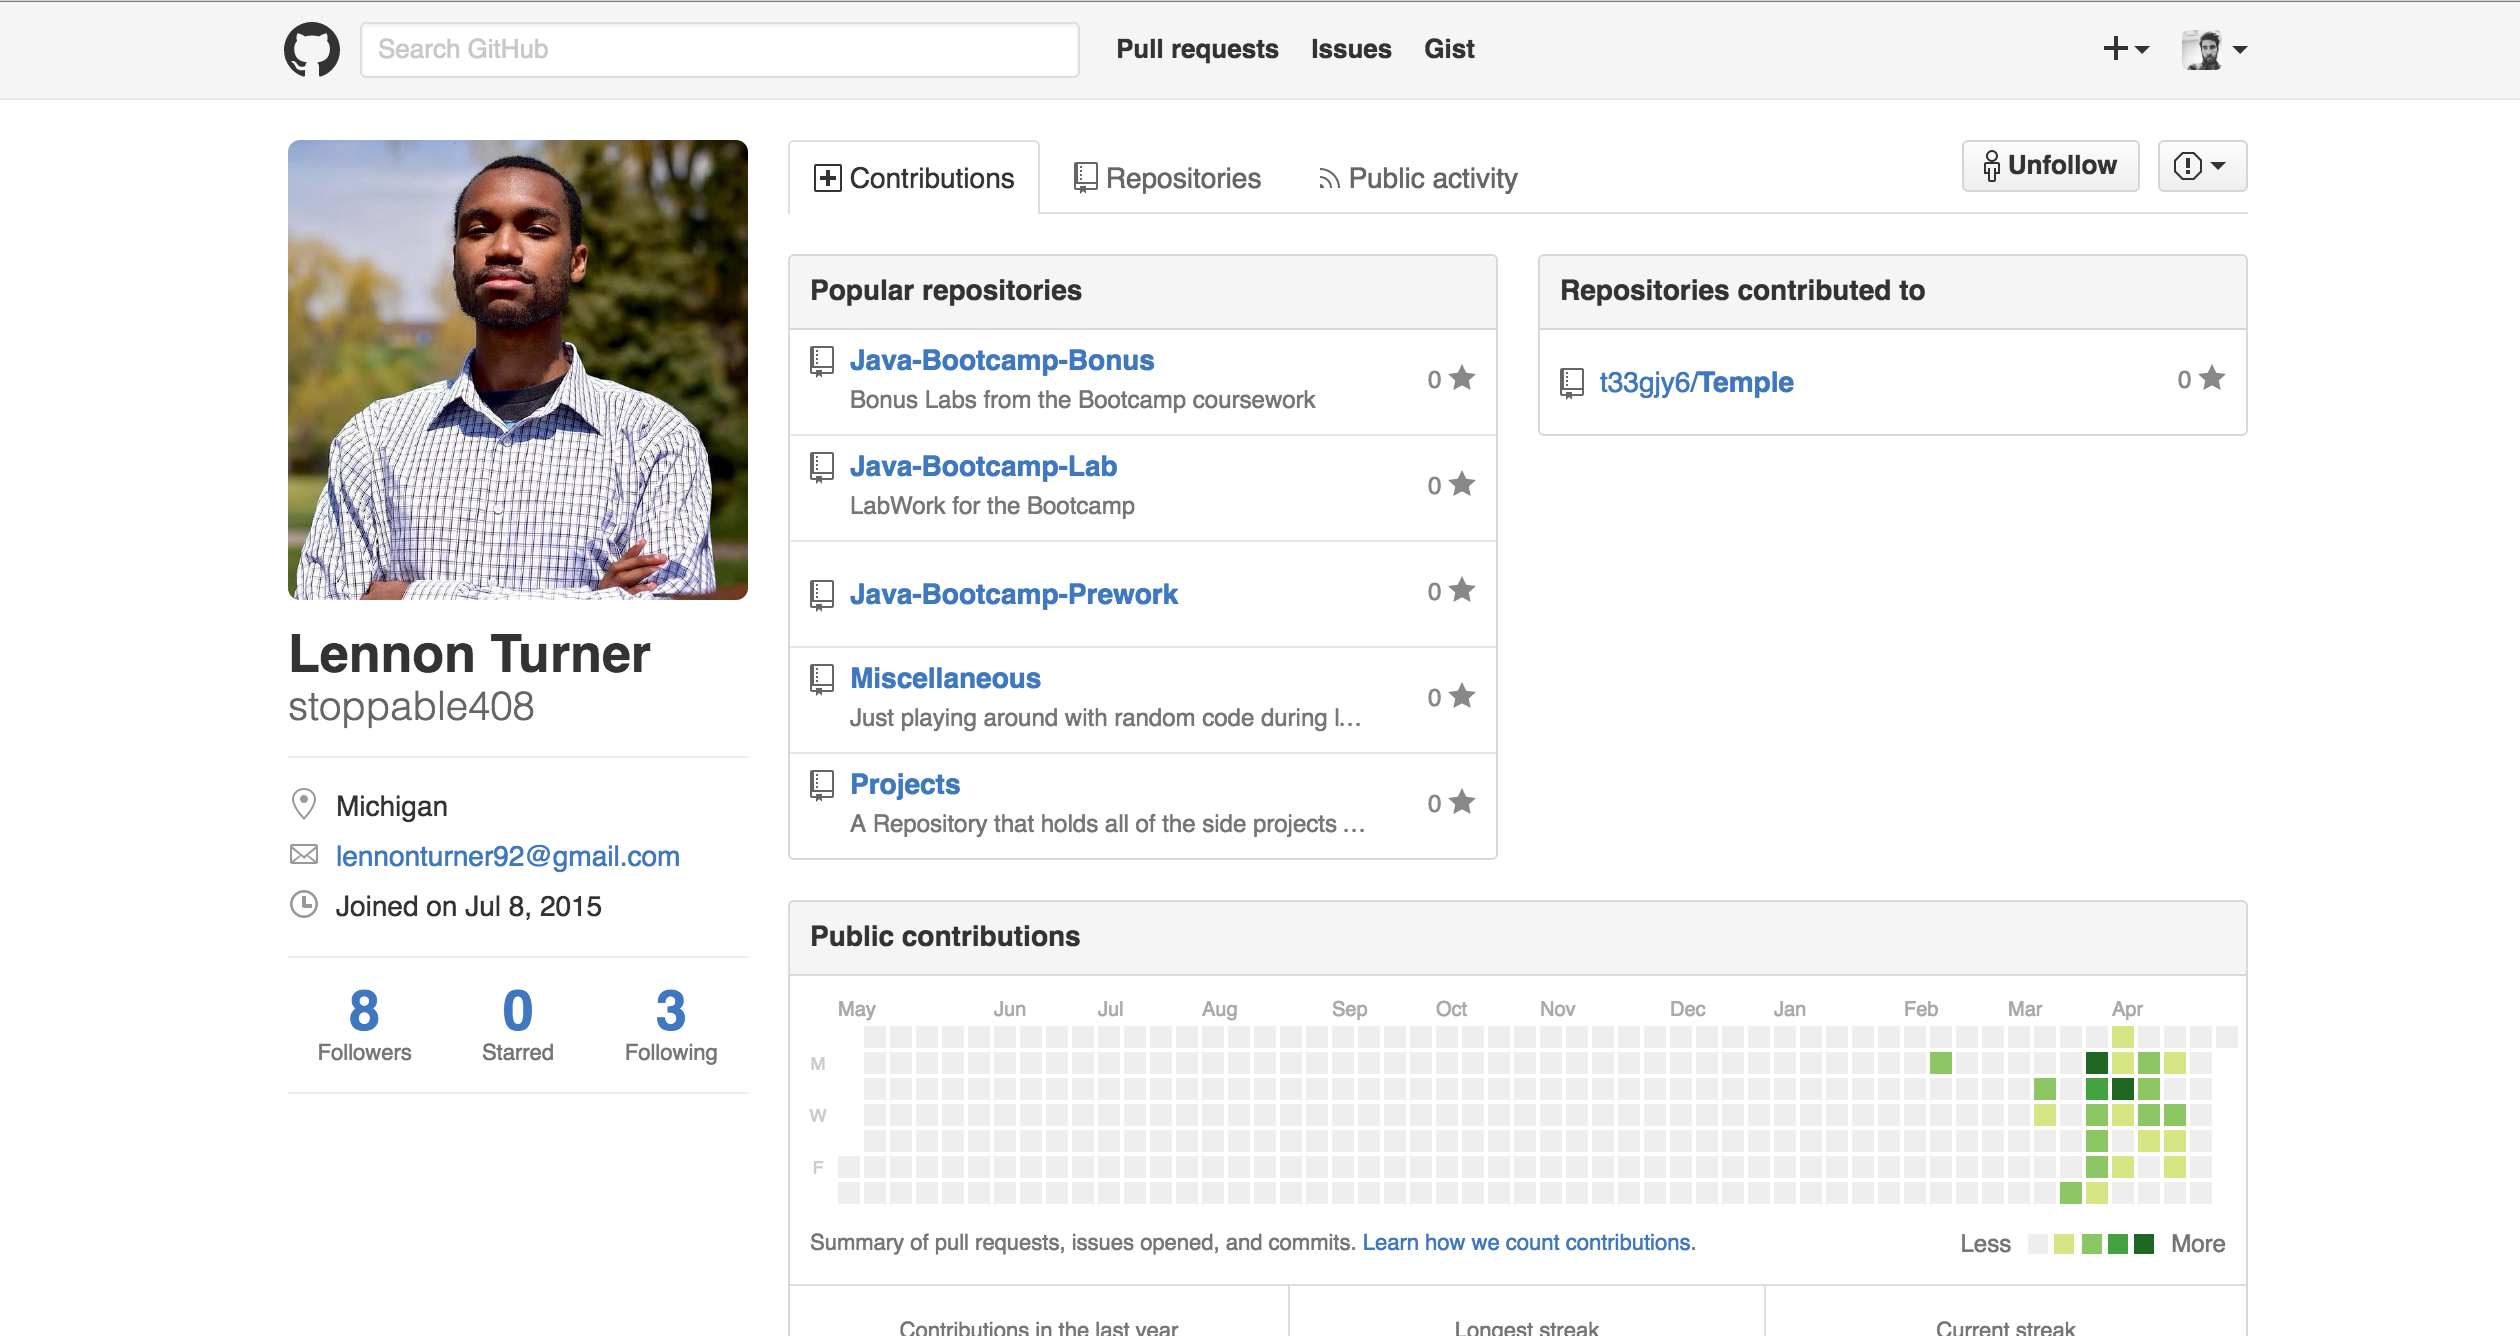 Search GitHub
Pull requests
Issues
Gist
Contributions
Repositories
Public activity
Unfollow
Lennon Turner
stoppable408
Michigan
lennonturner92@gmail.com
Joined on Jul 8, 2015
8
Followers
0
Starred
3
Following
Popular repositories
Java-Bootcamp-Bonus
Bonus Labs from the Bootcamp coursework
0
Java-Bootcamp-Lab
LabWork for the Bootcamp
0
Java-Bootcamp-Prework
0
Miscellaneous
Just playing around with random code during l…
0
Projects
A Repository that holds all of the side projects …
0
Repositories contributed to
t33gjy6/Temple
0
Public contributions
May Jun Jul Aug Sep Oct Nov Dec Jan Feb Mar Apr
M
W
F
Summary of pull requests, issues opened, and commits. Learn how we count contributions.
Less More
Contributions in the last year
Longest streak
Current streak